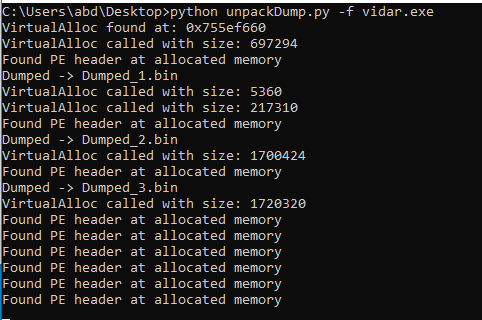 C:\Users\abd\Desktop>python unpackDump.py -f vidar.exe
VirtualAlloc found at: 0x755ef660
VirtualAlloc called with size: 697294
Found PE header at allocated memory
Dumped -> Dumped_1.bin
VirtualAlloc called with size: 5360
VirtualAlloc called with size: 217310
Found PE header at allocated memory
Dumped -> Dumped_2.bin
VirtualAlloc called with size: 1700424
Found PE header at allocated memory
Dumped -> Dumped_3.bin
VirtualAlloc called with size: 1720320
Found PE header at allocated memory
Found PE header at allocated memory
Found PE header at allocated memory
Found PE header at allocated memory
Found PE header at allocated memory
Found PE header at allocated memory